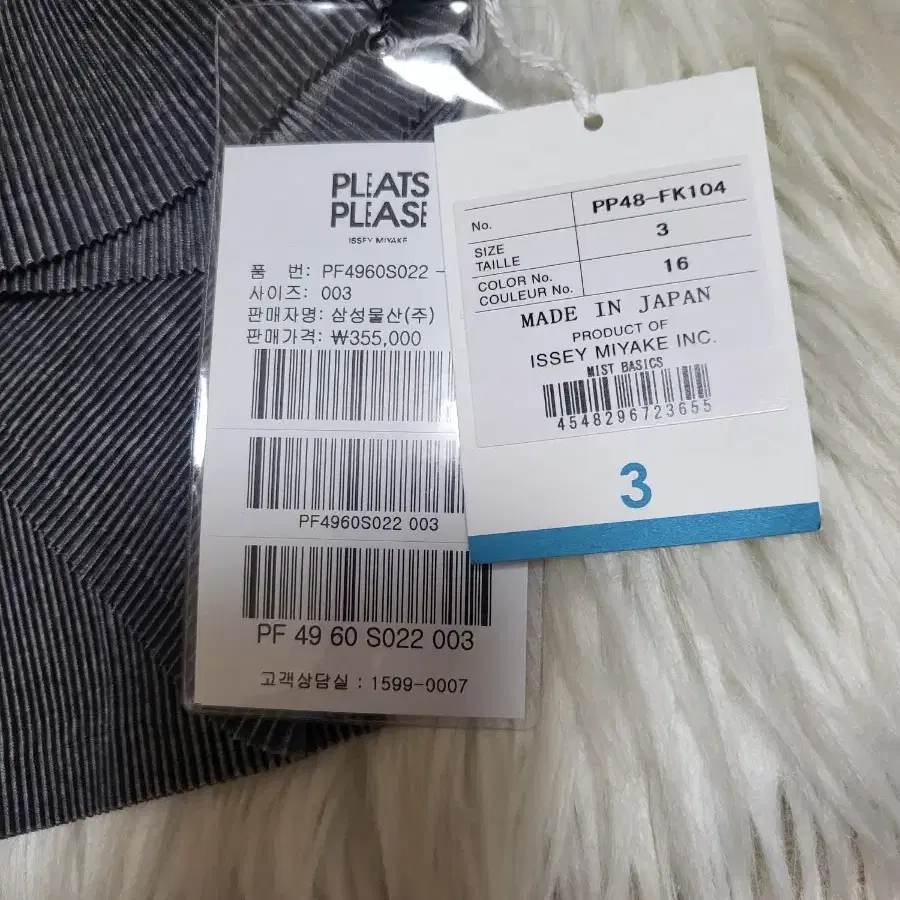 PLEATS
PLEASE
ISSEY MIYAKE
품 번: PF4960S022 -
사이즈: 003
판매자명: 삼성물산(주)
판매가격: ₩355,000
PF4960S022 003
PF 49 60 S022 003
고객상담실 : 1599-0007
No. PP48-FK104
SIZE
TAILLE 3
COLOR No.
COULEUR No. 16
MADE IN JAPAN
PRODUCT OF
ISSEY MIYAKE INC.
MIST BASICS
4548296723655
3